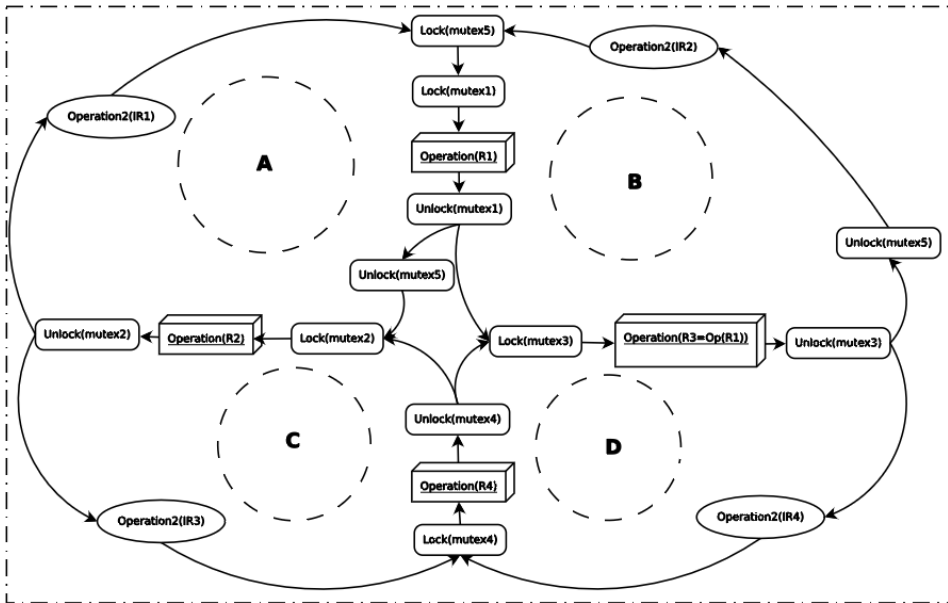 Lock(mutex5)
Operation2(IR2)
Lock(mutex1)
Operation2(IR1)
Operation(R1)
A
B
Unlock(mutex1)
Unlock(mutex5)
Unlock(mutex5)
Unlock(mutex2)
Operation(R2)
Lock(mutex2)
Lock(mutex3)
Operation(R3=Op(R1))
Unlock(mutex3)
Unlock(mutex4)
C
D
Operation(R4)
Operation2(IR3)
Operation2(IR4)
Lock(mutex4)